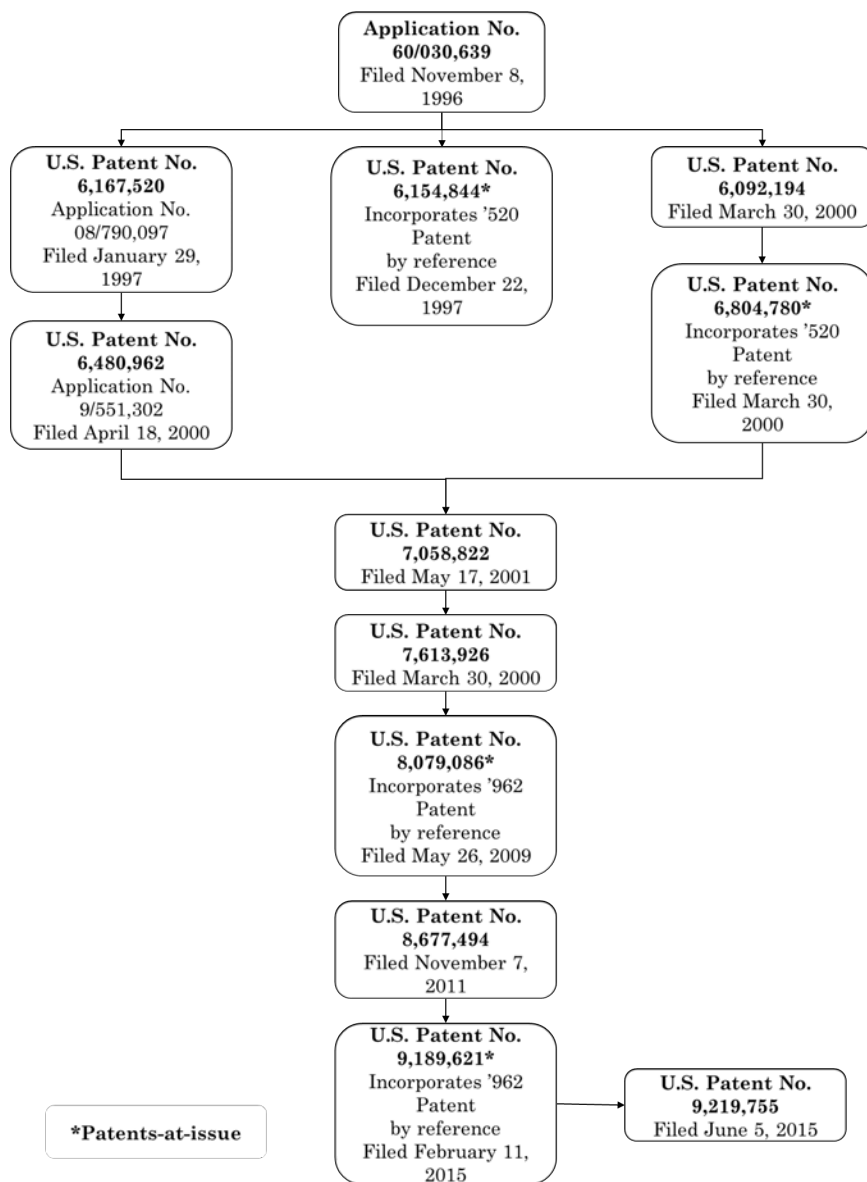 Application No.
60/030,639
Filed November 8,
1996
U.S. Patent No.
6,167,520
Application No.
08/790,097
Filed January 29,
1997
U.S. Patent No.
6,154,844*
Incorporates ’520
Patent
by reference
Filed December 22,
1997
U.S. Patent No.
6,092,194
Filed March 30, 2000
U.S. Patent No.
6,480,962
Application No.
9/551,302
Filed April 18, 2000
U.S. Patent No.
6,804,780*
Incorporates ’520
Patent
by reference
Filed March 30,
2000
U.S. Patent No.
7,058,822
Filed May 17, 2001
U.S. Patent No.
7,613,926
Filed March 30, 2000
U.S. Patent No.
8,079,086*
Incorporates ’962
Patent
by reference
Filed May 26, 2009
U.S. Patent No.
8,677,494
Filed November 7,
2011
U.S. Patent No.
9,189,621*
Incorporates ’962
Patent
by reference
Filed February 11,
2015
U.S. Patent No.
9,219,755
Filed June 5, 2015
*Patents-at-issue